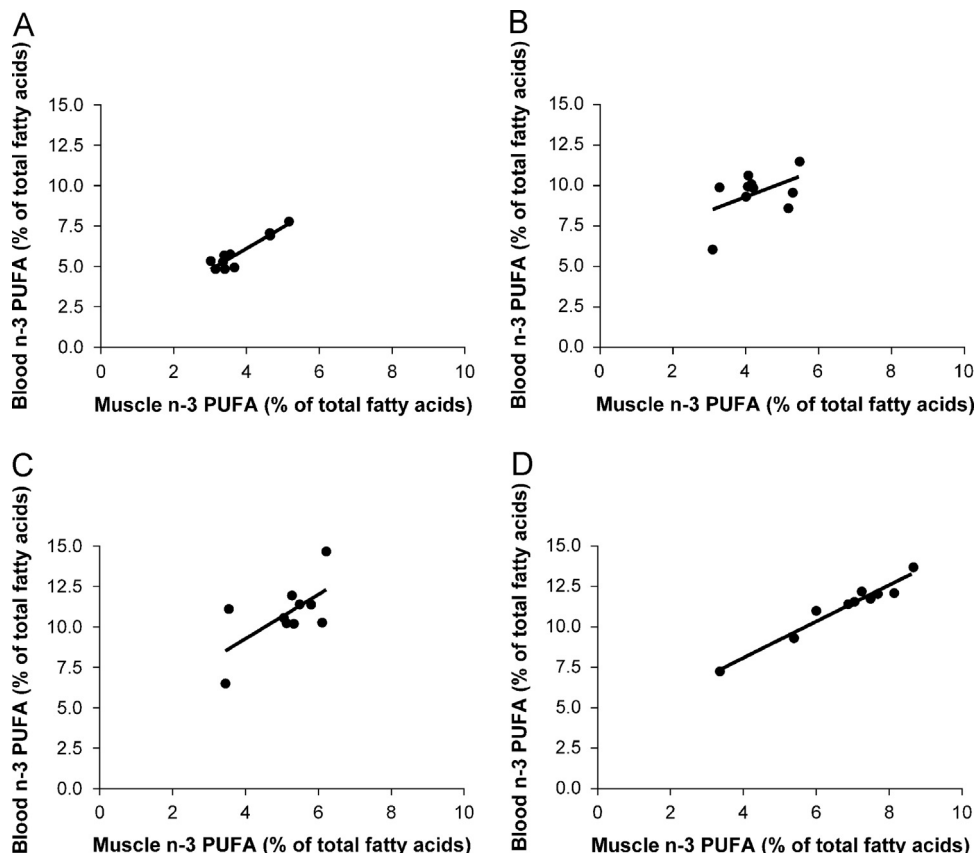 A
Blood n-3 PUFA (% of total fatty acids)
15.0
12.5
10.0
7.5
5.0
2.5
0.0
0 2 4 6 8 10
Muscle n-3 PUFA (% of total fatty acids)
B
Blood n-3 PUFA (% of total fatty acids)
15.0
12.5
10.0
7.5
5.0
2.5
0.0
0 2 4 6 8 10
Muscle n-3 PUFA (% of total fatty acids)
C
Blood n-3 PUFA (% of total fatty acids)
15.0
12.5
10.0
7.5
5.0
2.5
0.0
0 2 4 6 8 10
Muscle n-3 PUFA (% of total fatty acids)
D
Blood n-3 PUFA (% of total fatty acids)
15.0
12.5
10.0
7.5
5.0
2.5
0.0
0 2 4 6 8 10
Muscle n-3 PUFA (% of total fatty acids)